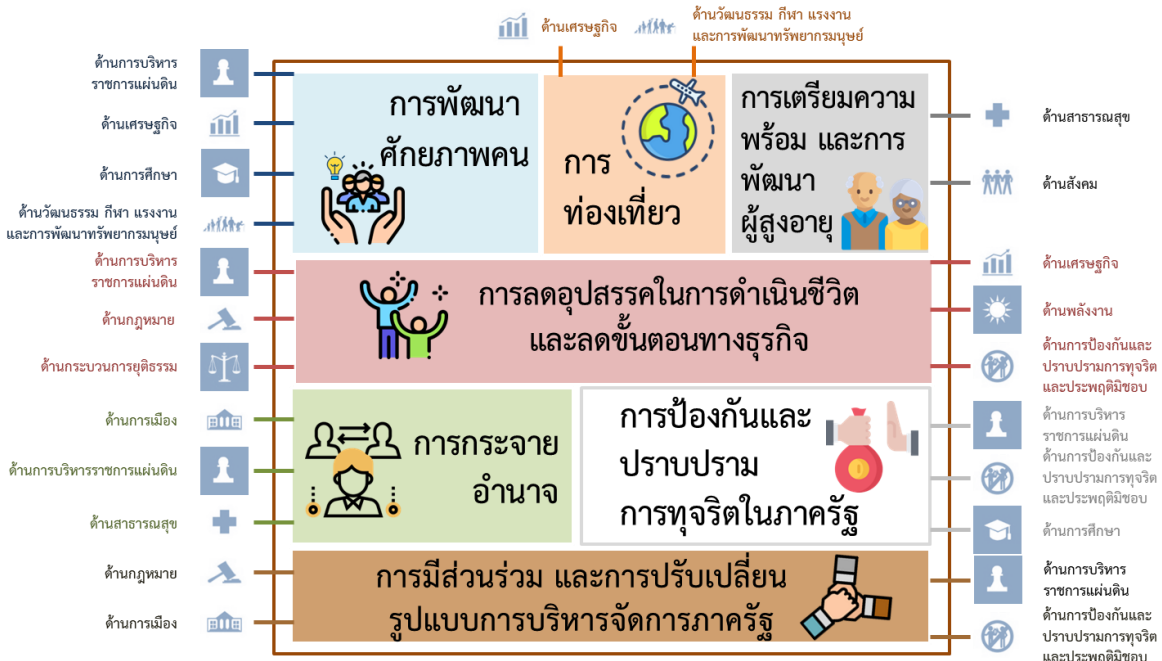 ด้านเศรษฐกิจ
ด้านวัฒนธรรม กีฬา แรงงาน
และการพัฒนาทรัพยากรมนุษย์
ด้านการบริหาร
ราชการแผ่นดิน
ด้านเศรษฐกิจ
ด้านการศึกษา
ด้านวัฒนธรรม กีฬา แรงงาน
และการพัฒนาทรัพยากรมนุษย์
การพัฒนา
ศักยภาพคน
การ
ท่องเที่ยว
การเตรียมความ
พร้อม และการ
พัฒนา
ผู้สูงอายุ
ด้านสาธารณสุข
ด้านสังคม
ด้านการบริหาร
ราชการแผ่นดิน
ด้านกฎหมาย
ด้านกระบวนการยุติธรรม
การลดอุปสรรคในการดำเนินชีวิต
และลดขั้นตอนทางธุรกิจ
ด้านเศรษฐกิจ
ด้านพลังงาน
ด้านการป้องกันและ
ปราบปรามการทุจริต
และประพฤติมิชอบ
ด้านการเมือง
ด้านการบริหารราชการแผ่นดิน
ด้านสาธารณสุข
การกระจาย
อำนาจ
การป้องกันและ
ปราบปราม
การทุจริตในภาครัฐ
ด้านการบริหาร
ราชการแผ่นดิน
ด้านการป้องกันและ
ปราบปรามการทุจริต
และประพฤติมิชอบ
ด้านการศึกษา
ด้านกฎหมาย
ด้านการเมือง
การมีส่วนร่วม และการปรับเปลี่ยน
รูปแบบการบริหารจัดการภาครัฐ
ด้านการบริหาร
ราชการแผ่นดิน
ด้านการป้องกันและ
ปราบปรามการทุจริต
และประพฤติมิชอบ